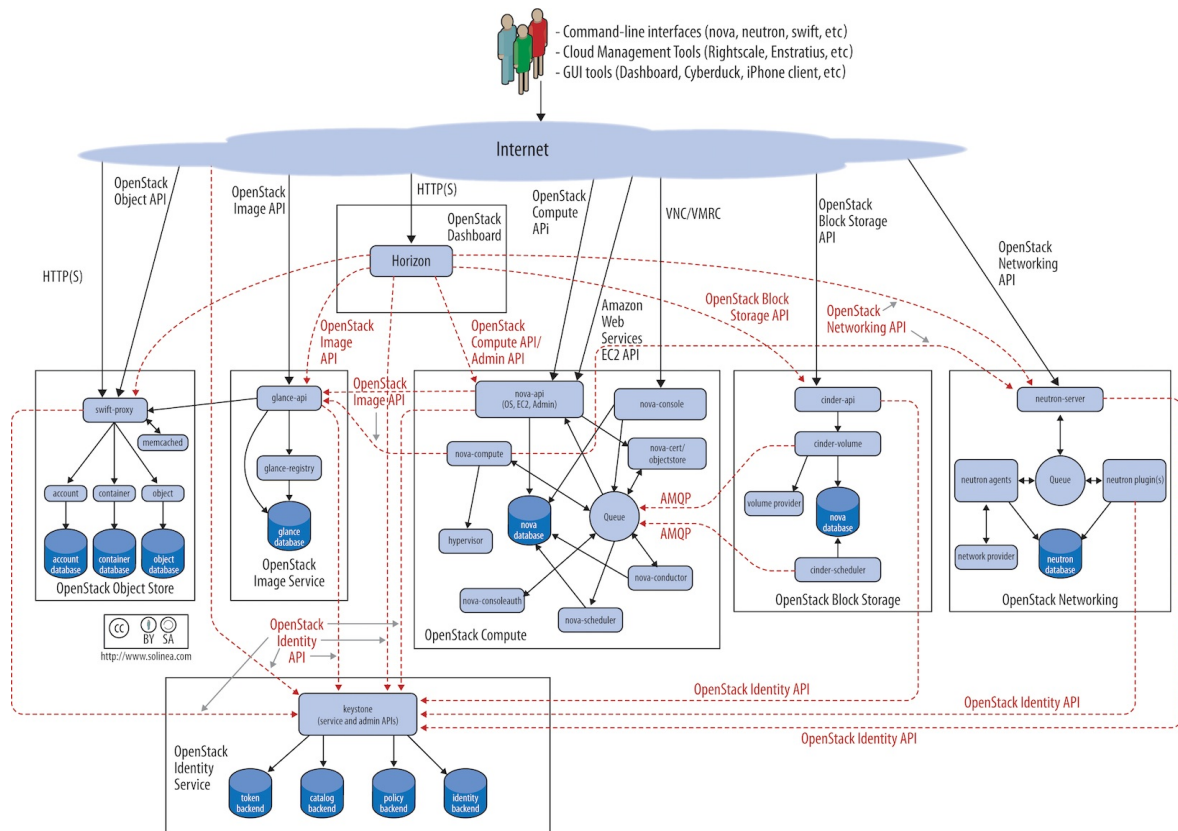 - Command-line interfaces (nova, neutron, swift, etc)
- Cloud Management Tools (Rightscale, Enstratius, etc)
- GUI tools (Dashboard, Cyberduck, iPhone client, etc)
Internet
OpenStack
Object API
OpenStack
Image API
HTTP(S)
OpenStack
Compute
APi
VNC/VMRC
OpenStack
Block Storage
API
OpenStack
Networking
API
HTTP(S)
OpenStack
Dashboard
Horizon
OpenStack
Image
API
OpenStack
Compute API/
Admin API
Amazon
Web
Services
EC2 API
OpenStack Block
Storage API
OpenStack
Networking API
OpenStack
Image API
swift-proxy
memcached
account
container
object
account
database
container
database
object
database
OpenStack Object Store
glance-api
glance-registry
glance
database
OpenStack
Image Service
nova-api
(OS, EC2, Admin)
nova-console
nova-compute
nova-cert/
objectstore
hypervisor
nova
database
Queue
nova-conductor
nova-consoleauth
nova-scheduler
OpenStack Compute
AMQP
AMQP
cinder-api
cinder-volume
volume provider
nova
database
cinder-scheduler
OpenStack Block Storage
neutron-server
neutron agents
Queue
neutron plugin(s)
network provider
neutron
database
OpenStack Networking
cc
BY
SA
http://www.solinea.com
OpenStack
Identity
API
OpenStack Identity API
OpenStack Identity API
OpenStack Identity API
keystone
(service and admin APIs)
OpenStack
Identity
Service
token
backend
catalog
backend
policy
backend
identity
backend